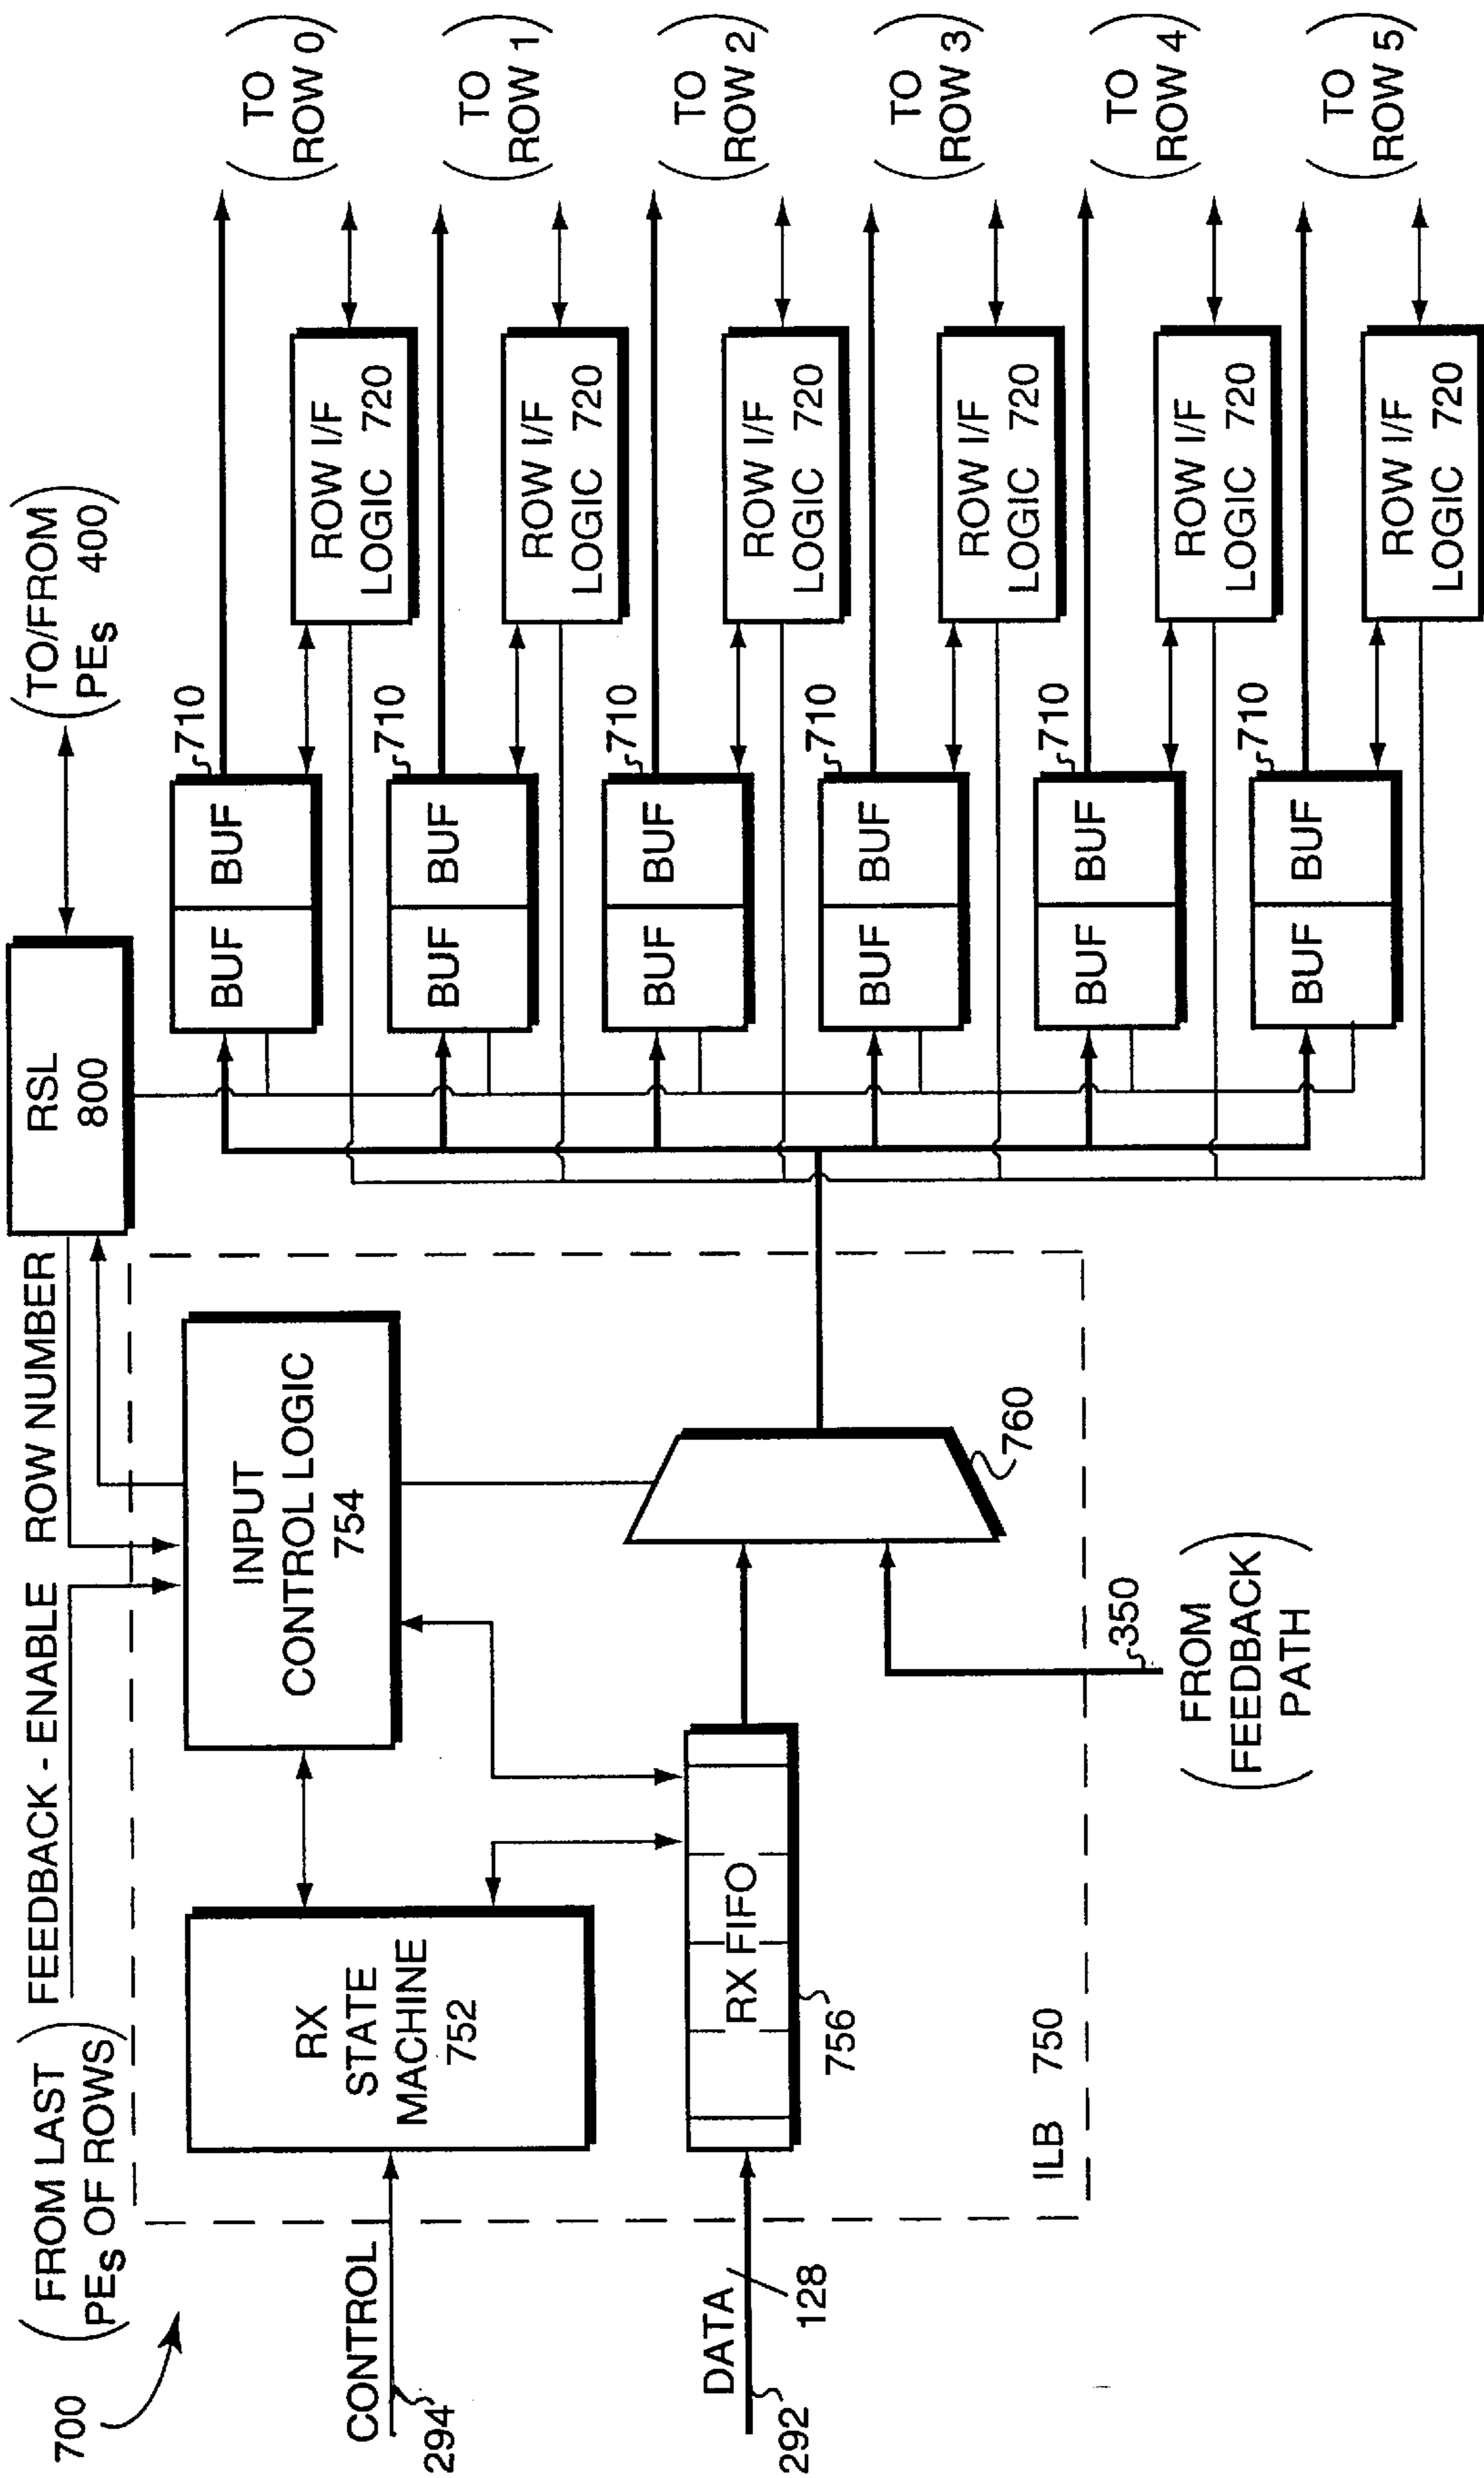 700
(FROM LAST
PEs OF ROWS)
FEEDBACK - ENABLE
ROW NUMBER
RSL
800
(TO/FROM
PEs 400)
CONTROL
294
RX
STATE
MACHINE
752
INPUT
CONTROL LOGIC
754
DATA
128
292
RX FIFO
756
760
350
(FROM
FEEDBACK
PATH)
ILB 750
BUF BUF
710
ROW I/F
LOGIC 720
(TO
ROW 0)
BUF BUF
710
ROW I/F
LOGIC 720
(TO
ROW 1)
BUF BUF
710
ROW I/F
LOGIC 720
(TO
ROW 2)
BUF BUF
710
ROW I/F
LOGIC 720
(TO
ROW 3)
BUF BUF
710
ROW I/F
LOGIC 720
(TO
ROW 4)
BUF BUF
710
ROW I/F
LOGIC 720
(TO
ROW 5)